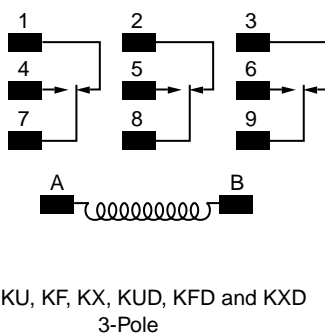 1 2 3
4 5 6
7 8 9
A B
KU, KF, KX, KUD, KFD and KXD
3-Pole